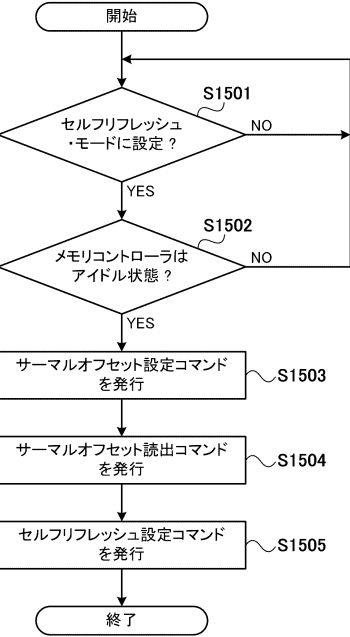 開始
S1501
セルフリフレッシュ
・モードに設定？
NO
YES
S1502
メモリコントローラは
アイドル状態？
NO
YES
サーマルオフセット設定コマンド
を発行
S1503
サーマルオフセット読出コマンド
を発行
S1504
セルフリフレッシュ設定コマンド
を発行
S1505
終了